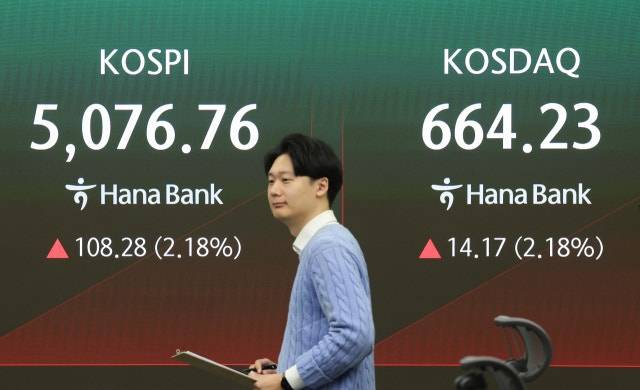 KOSPI
5,076.76
Hana Bank
▲ 108.28 (2.18%)
KOSDAQ
664.23
Hana Bank
▲ 14.17 (2.18%)